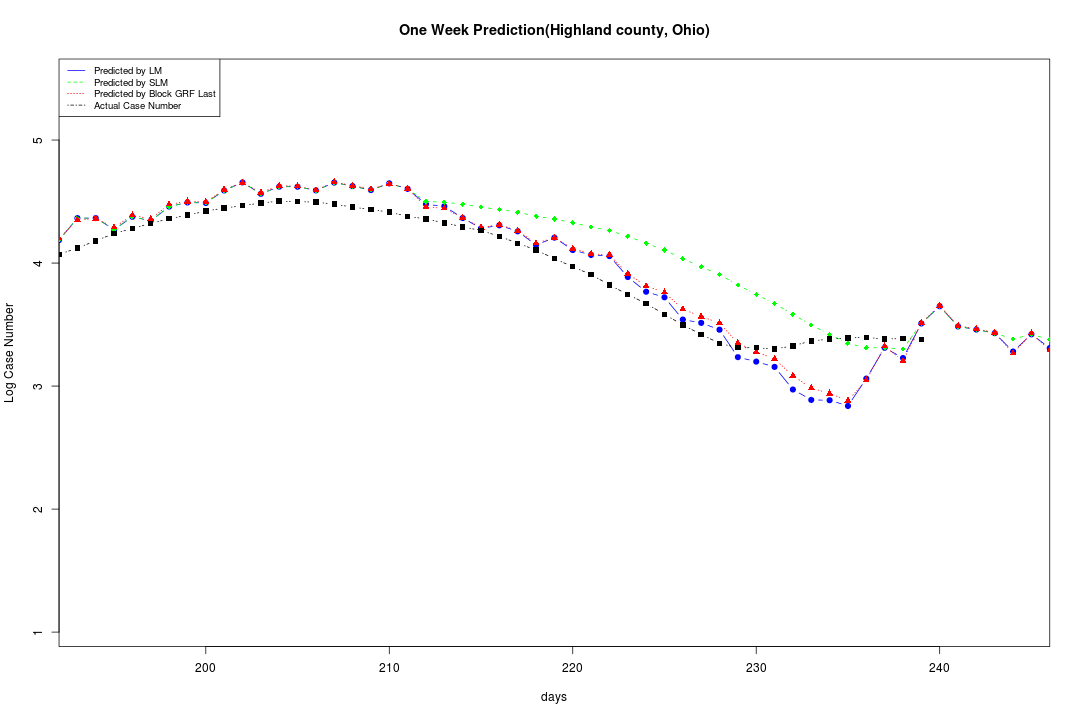 One Week Prediction(Highland county, Ohio)
Predicted by LM
Predicted by SLM
Predicted by Block GRF Last
Actual Case Number
5
4
3
2
1
Log Case Number
200 210 220 230 240
days